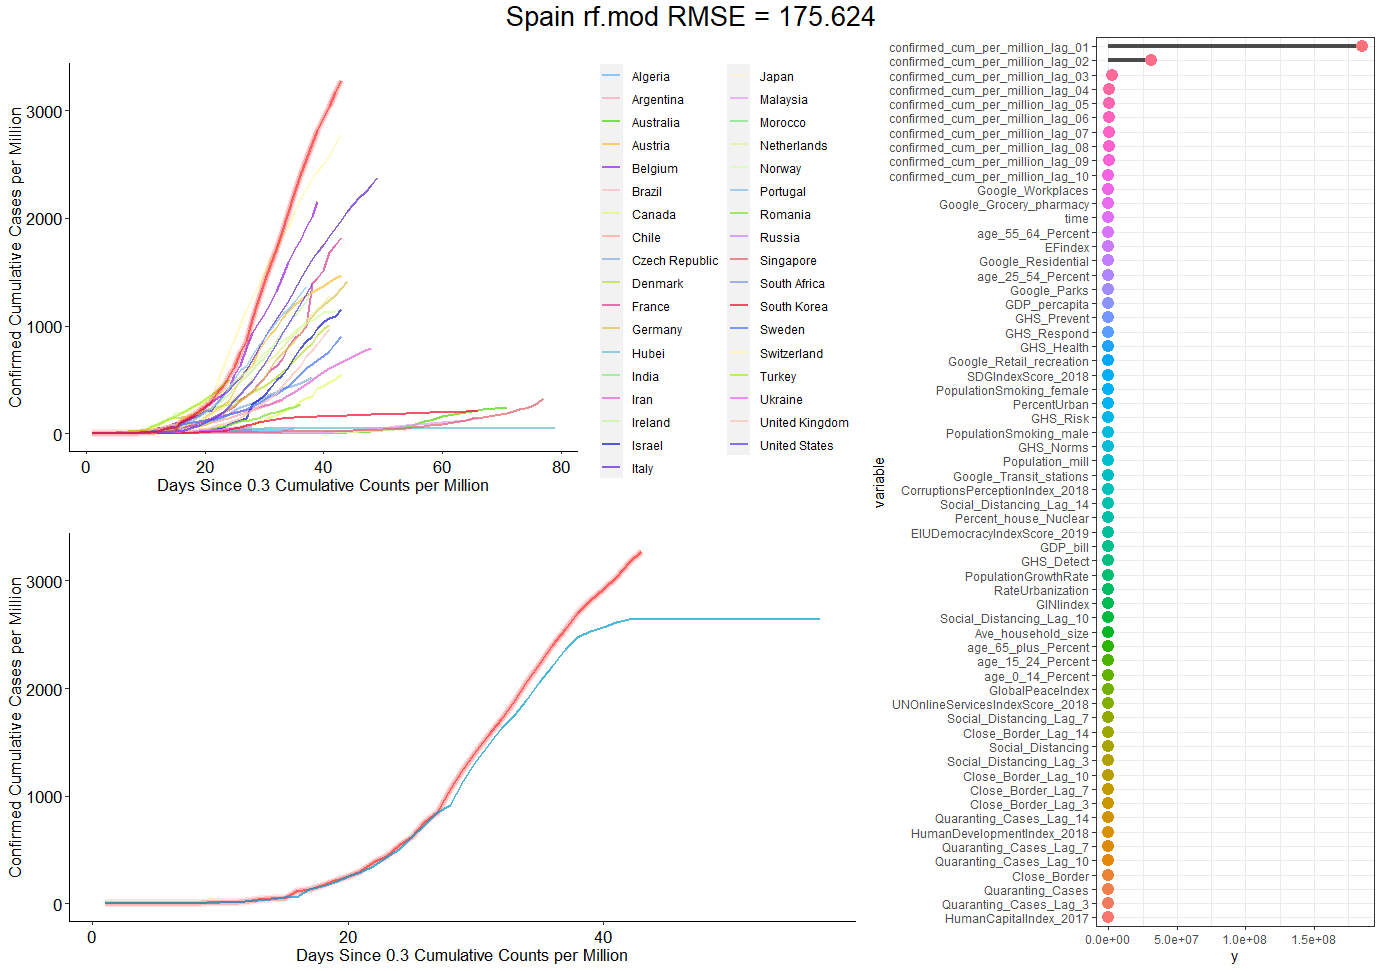 Spain rf.mod RMSE = 175.624
Confirmed Cumulative Cases per Million
3000
2000
1000
0
0
20
40
60
80
Days Since 0.3 Cumulative Counts per Million
Algeria
Argentina
Australia
Austria
Belgium
Brazil
Canada
Chile
Czech Republic
Denmark
France
Germany
Hubei
India
Iran
Ireland
Israel
Italy
Japan
Malaysia
Morocco
Netherlands
Norway
Portugal
Romania
Russia
Singapore
South Africa
South Korea
Sweden
Switzerland
Turkey
Ukraine
United Kingdom
United States
Confirmed Cumulative Cases per Million
3000
2000
1000
0
0
20
40
Days Since 0.3 Cumulative Counts per Million
variable
confirmed_cum_per_million_lag_01
confirmed_cum_per_million_lag_02
confirmed_cum_per_million_lag_03
confirmed_cum_per_million_lag_04
confirmed_cum_per_million_lag_05
confirmed_cum_per_million_lag_06
confirmed_cum_per_million_lag_07
confirmed_cum_per_million_lag_08
confirmed_cum_per_million_lag_09
confirmed_cum_per_million_lag_10
Google_Workplaces
Google_Grocery_pharmacy
time
age_55_64_Percent
EFindex
Google_Residential
age_25_54_Percent
Google_Parks
GDP_percapita
GHS_Prevent
GHS_Respond
GHS_Health
Google_Retail_recreation
SDGIndexScore_2018
PopulationSmoking_female
PercentUrban
GHS_Risk
PopulationSmoking_male
GHS_Norms
Population_mill
Google_Transit_stations
CorruptionsPerceptionIndex_2018
Social_Distancing_Lag_14
Percent_house_Nuclear
EIUDemocracyIndexScore_2019
GDP_bill
GHS_Detect
PopulationGrowthRate
RateUrbanization
GINIindex
Social_Distancing_Lag_10
Ave_household_size
age_65_plus_Percent
age_15_24_Percent
age_0_14_Percent
GlobalPeaceIndex
UNOnlineServicesIndexScore_2018
Social_Distancing_Lag_7
Close_Border_Lag_14
Social_Distancing
Social_Distancing_Lag_3
Close_Border_Lag_10
Close_Border_Lag_7
Close_Border_Lag_3
Quaranting_Cases_Lag_14
HumanDevelopmentIndex_2018
Quaranting_Cases_Lag_7
Quaranting_Cases_Lag_10
Close_Border
Quaranting_Cases
Quaranting_Cases_Lag_3
HumanCapitalIndex_2017
0.0e+00
5.0e+07
1.0e+08
1.5e+08
y